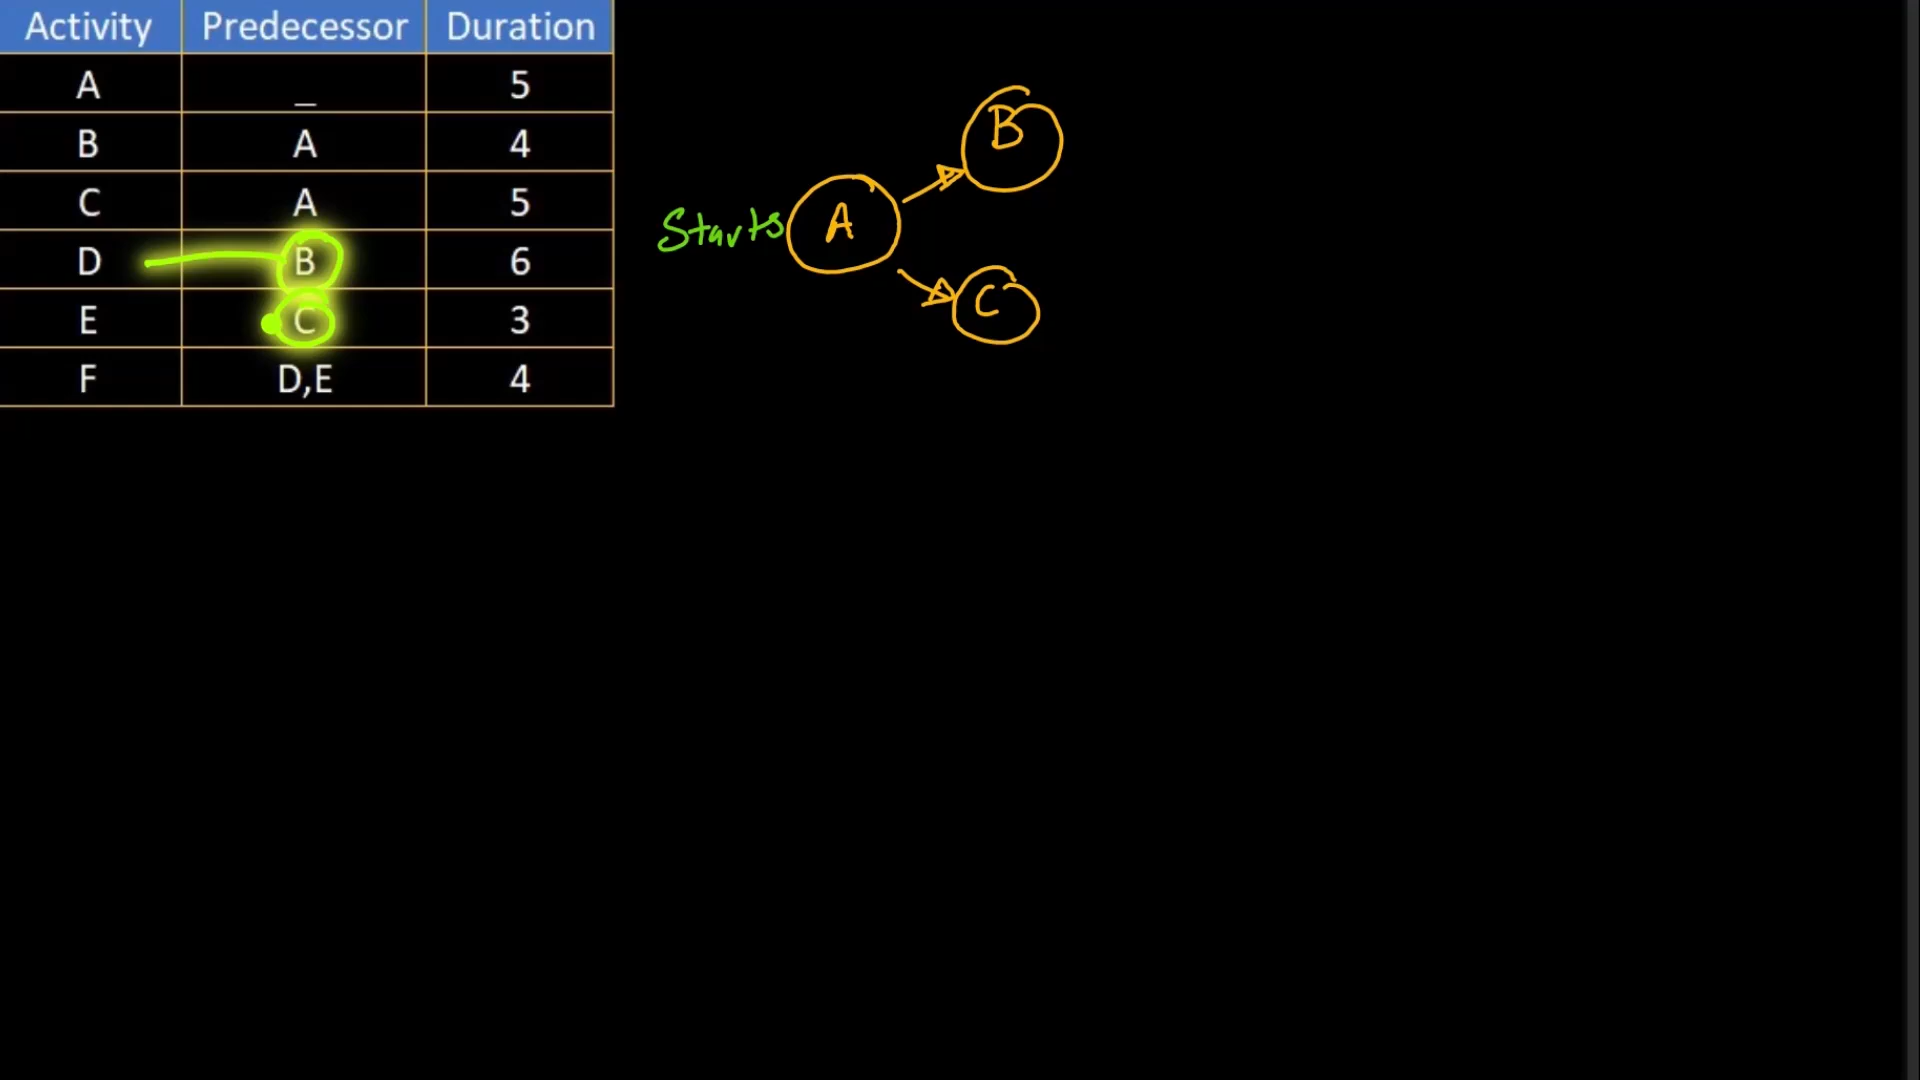 Activity Predecessor Duration
A _ 5
B A 4
C A 5
D B 6
E C 3
F D,E 4
Starts A
B
C